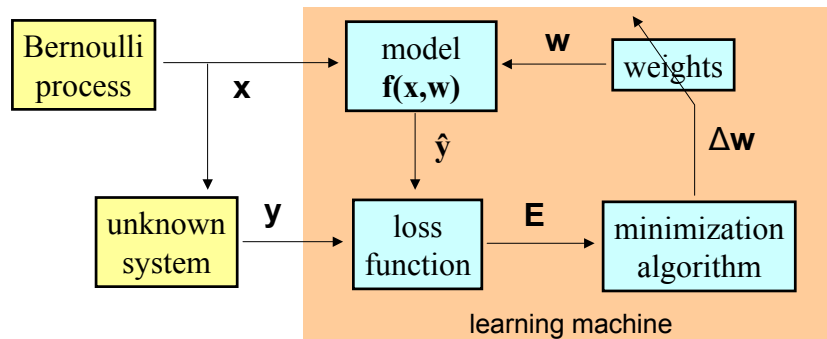 Bernoulli
process
x
model
f(x,w)
w
weights
ŷ
Δw
unknown
system
y
loss
function
E
minimization
algorithm
learning machine